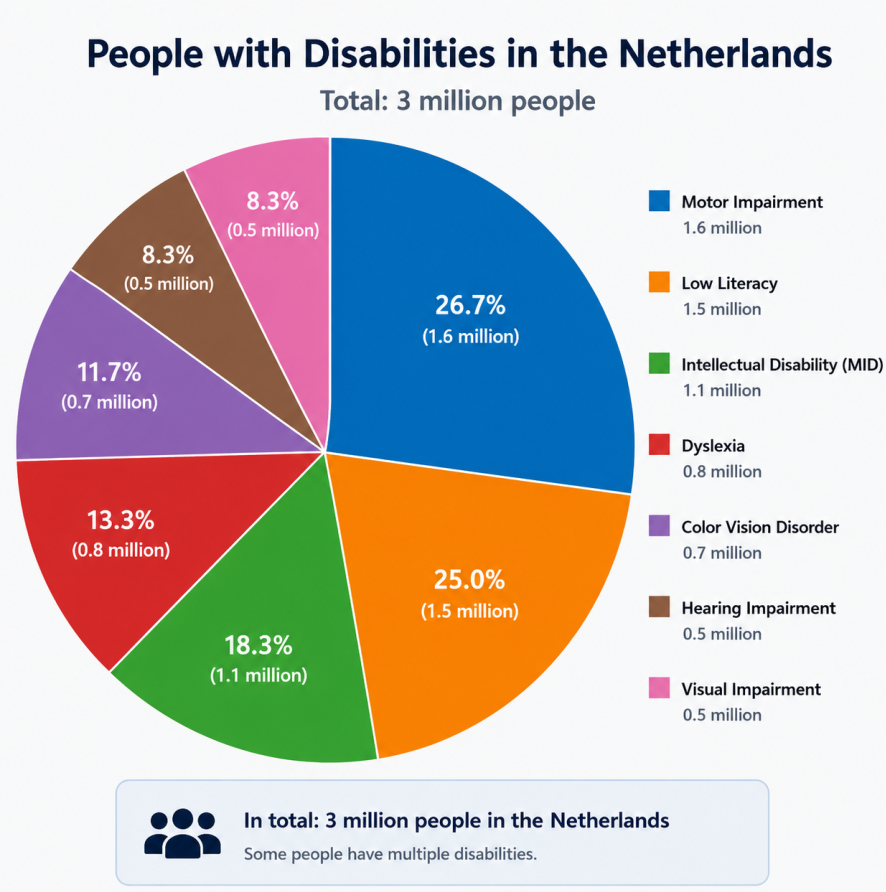 People with Disabilities in the Netherlands
Total: 3 million people
8.3%
(0.5 million)
8.3%
(0.5 million)
26.7%
(1.6 million)
11.7%
(0.7 million)
13.3%
(0.8 million)
25.0%
(1.5 million)
18.3%
(1.1 million)
Motor Impairment
1.6 million
Low Literacy
1.5 million
Intellectual Disability (MID)
1.1 million
Dyslexia
0.8 million
Color Vision Disorder
0.7 million
Hearing Impairment
0.5 million
Visual Impairment
0.5 million
In total: 3 million people in the Netherlands
Some people have multiple disabilities.